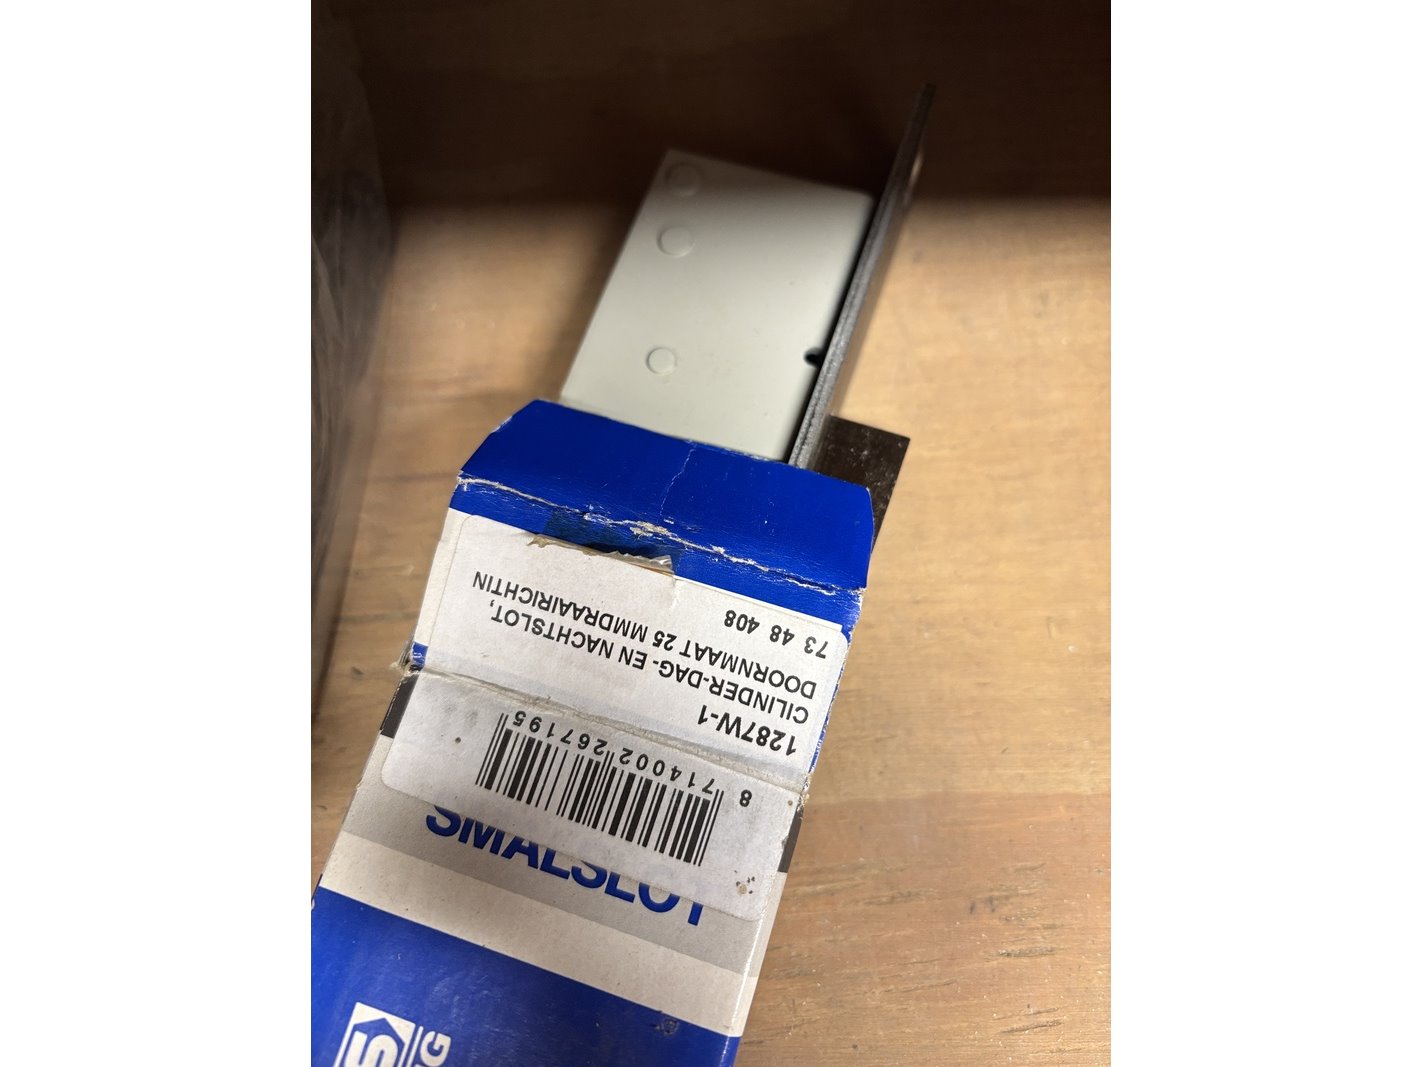 8 714002 267195
1287W-1
CILINDER-DAG- EN NACHTSLOT,
DOORNMAAT 25 MMDRAAIRICHTIN
73 48 408
SMALSLOT